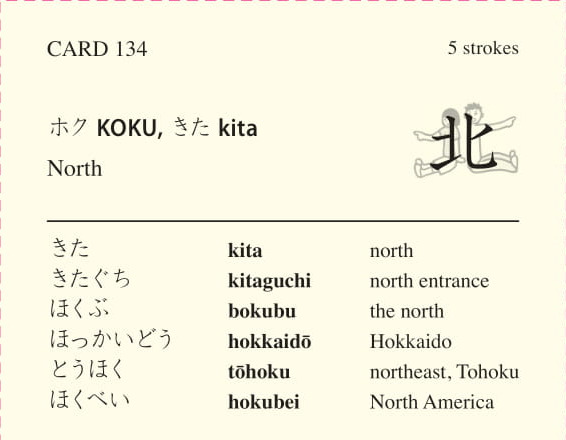 CARD 134 5 strokes
ホク KOKU, きた kita
North
北
きた kita north
きたぐち kitaguchi north entrance
ほくぶ bokubu the north
ほっかいどう hokkaidō Hokkaido
とうほく tōhoku northeast, Tohoku
ほくべい hokubei North America